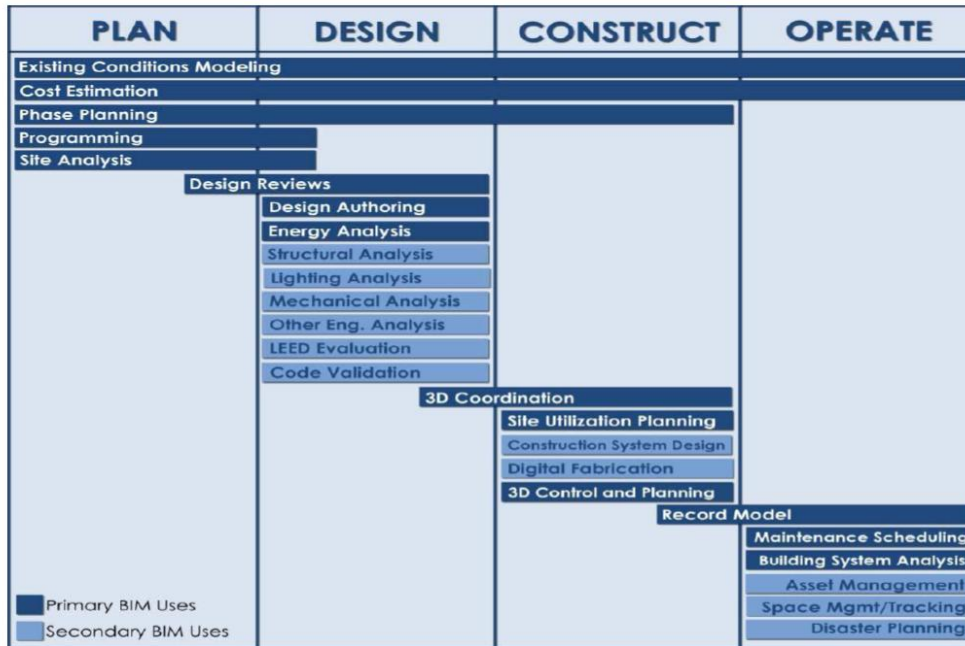 PLAN DESIGN CONSTRUCT OPERATE
Existing Conditions Modeling
Cost Estimation
Phase Planning
Programming
Site Analysis
Design Reviews
Design Authoring
Energy Analysis
Structural Analysis
Lighting Analysis
Mechanical Analysis
Other Eng. Analysis
LEED Evaluation
Code Validation
3D Coordination
Site Utilization Planning
Construction System Design
Digital Fabrication
3D Control and Planning
Record Model
Maintenance Scheduling
Building System Analysis
Asset Management
Space Mgmt/Tracking
Disaster Planning
Primary BIM Uses
Secondary BIM Uses